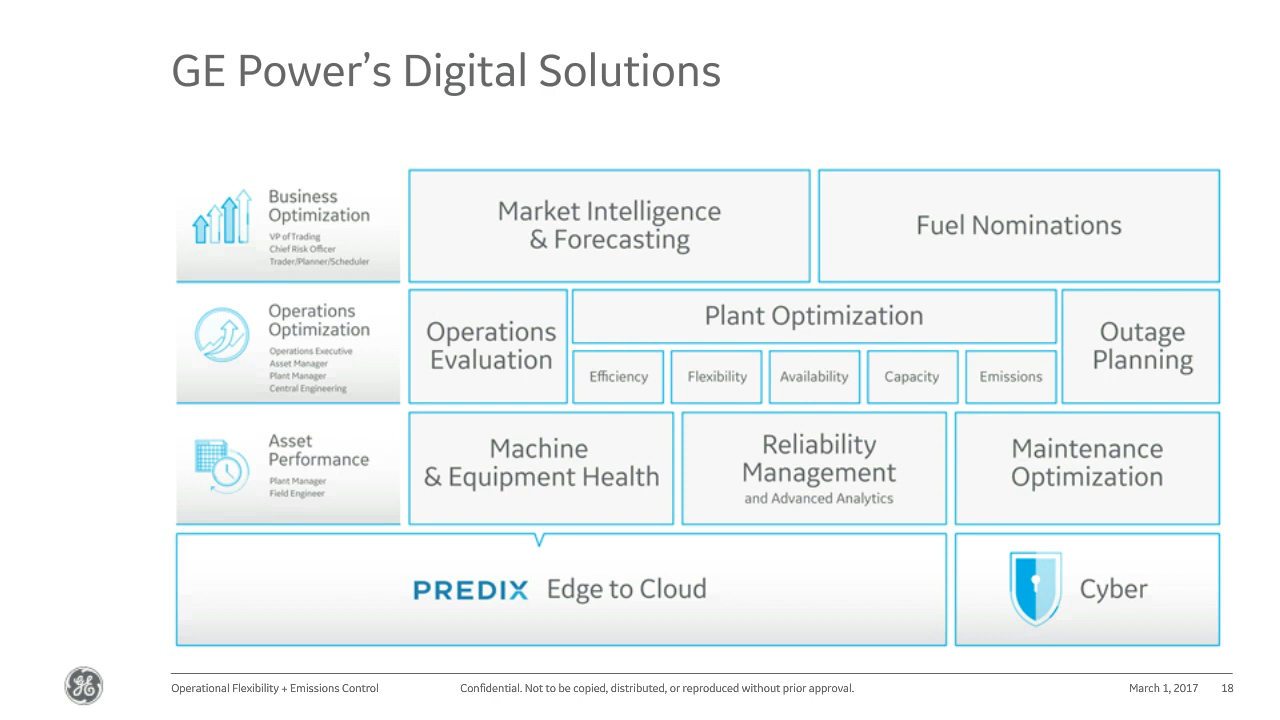 GE Power’s Digital Solutions
Business
Optimization
VP of Trading
Chief Risk Officer
Trader/Planner/Scheduler
Market Intelligence
& Forecasting
Fuel Nominations
Operations
Optimization
Operations Executive
Asset Manager
Plant Manager
Central Engineering
Operations
Evaluation
Plant Optimization
Efficiency
Flexibility
Availability
Capacity
Emissions
Outage
Planning
Asset
Performance
Plant Manager
Field Engineer
Machine
& Equipment Health
Reliability
Management
and Advanced Analytics
Maintenance
Optimization
PREDIX Edge to Cloud
Cyber
GE
Operational Flexibility + Emissions Control
Confidential. Not to be copied, distributed, or reproduced without prior approval.
March 1, 2017
18